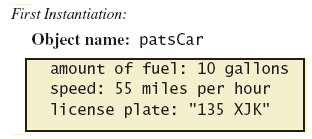 First Instantiation:
Object name: patsCar
amount of fuel: 10 gallons
speed: 55 miles per hour
license plate: "135 XJK"